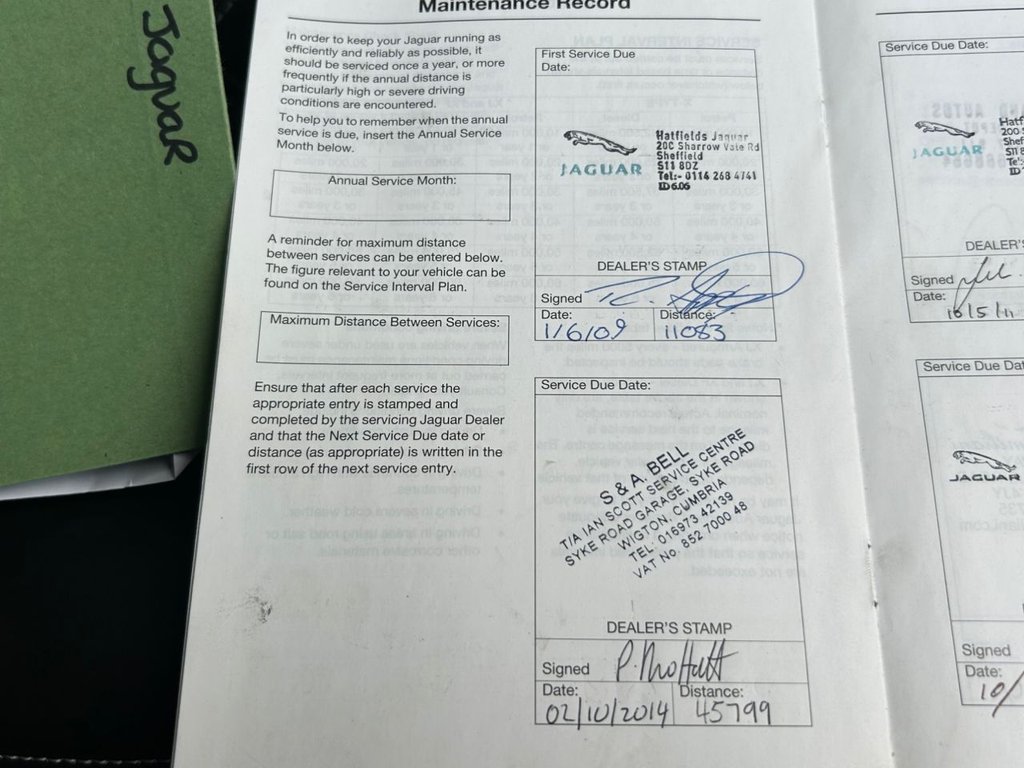 Jaguar
Maintenance Record
In order to keep your Jaguar running as
efficiently and reliably as possible, it
should be serviced once a year, or more
frequently if the annual distance is
particularly high or severe driving
conditions are encountered.
To help you to remember when the annual
service is due, insert the Annual Service
Month below.
Annual Service Month:
A reminder for maximum distance
between services can be entered below.
The figure relevant to your vehicle can be
found on the Service Interval Plan.
Maximum Distance Between Services:
Ensure that after each service the
appropriate entry is stamped and
completed by the servicing Jaguar Dealer
and that the Next Service Due date or
distance (as appropriate) is written in the
first row of the next service entry.
First Service Due
Date:
JAGUAR
Hatfields Jaguar
200 Sharrow Vale Rd
Sheffield
S11 8DZ
Tel:- 0114 268 4741
ID 6.06
DEALER'S STAMP
Signed
Date: Distance:
1/6/09 11083
Service Due Date:
S & A. BELL
T/A IAN SCOTT SERVICE CENTRE
SYKE ROAD GARAGE, SYKE ROAD
WIGTON, CUMBRIA
TEL. 016973 42139
VAT No. 852 7000 48
DEALER'S STAMP
Signed P. Moffatt
Date: Distance:
02/10/2014 45799
Service Due Date:
JAGUAR
Hatf
200 S
Shef
S11 8
ID
DEALER'S
Signed
Date:
10/5/11
Service Due Dat
JAGUAR
Signed
Date:
10/